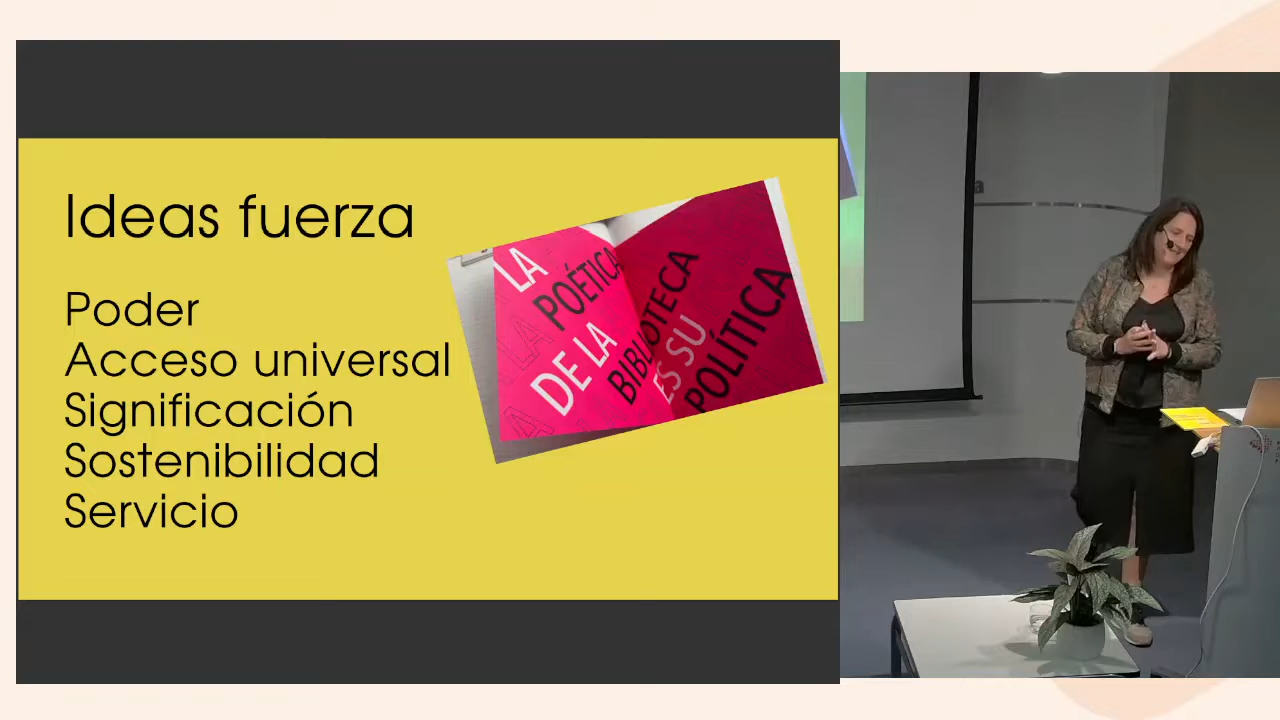 Ideas fuerza
Poder
Acceso universal
Significación
Sostenibilidad
Servicio
LA
POÉTICA
DE LA
BIBLIOTECA
ES SU
POLÍTICA